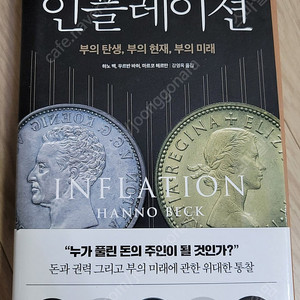 인플레이션
부의 탄생, 부의 현재, 부의 미래
하노 벡, 우르반 바허, 마르코 헤르만 | 강영옥 옮김
INFLATION
HANNO BECK
"누가 풀린 돈의 주인이 될 것인가?"
돈과 권력 그리고 부의 미래에 관한 위대한 통찰